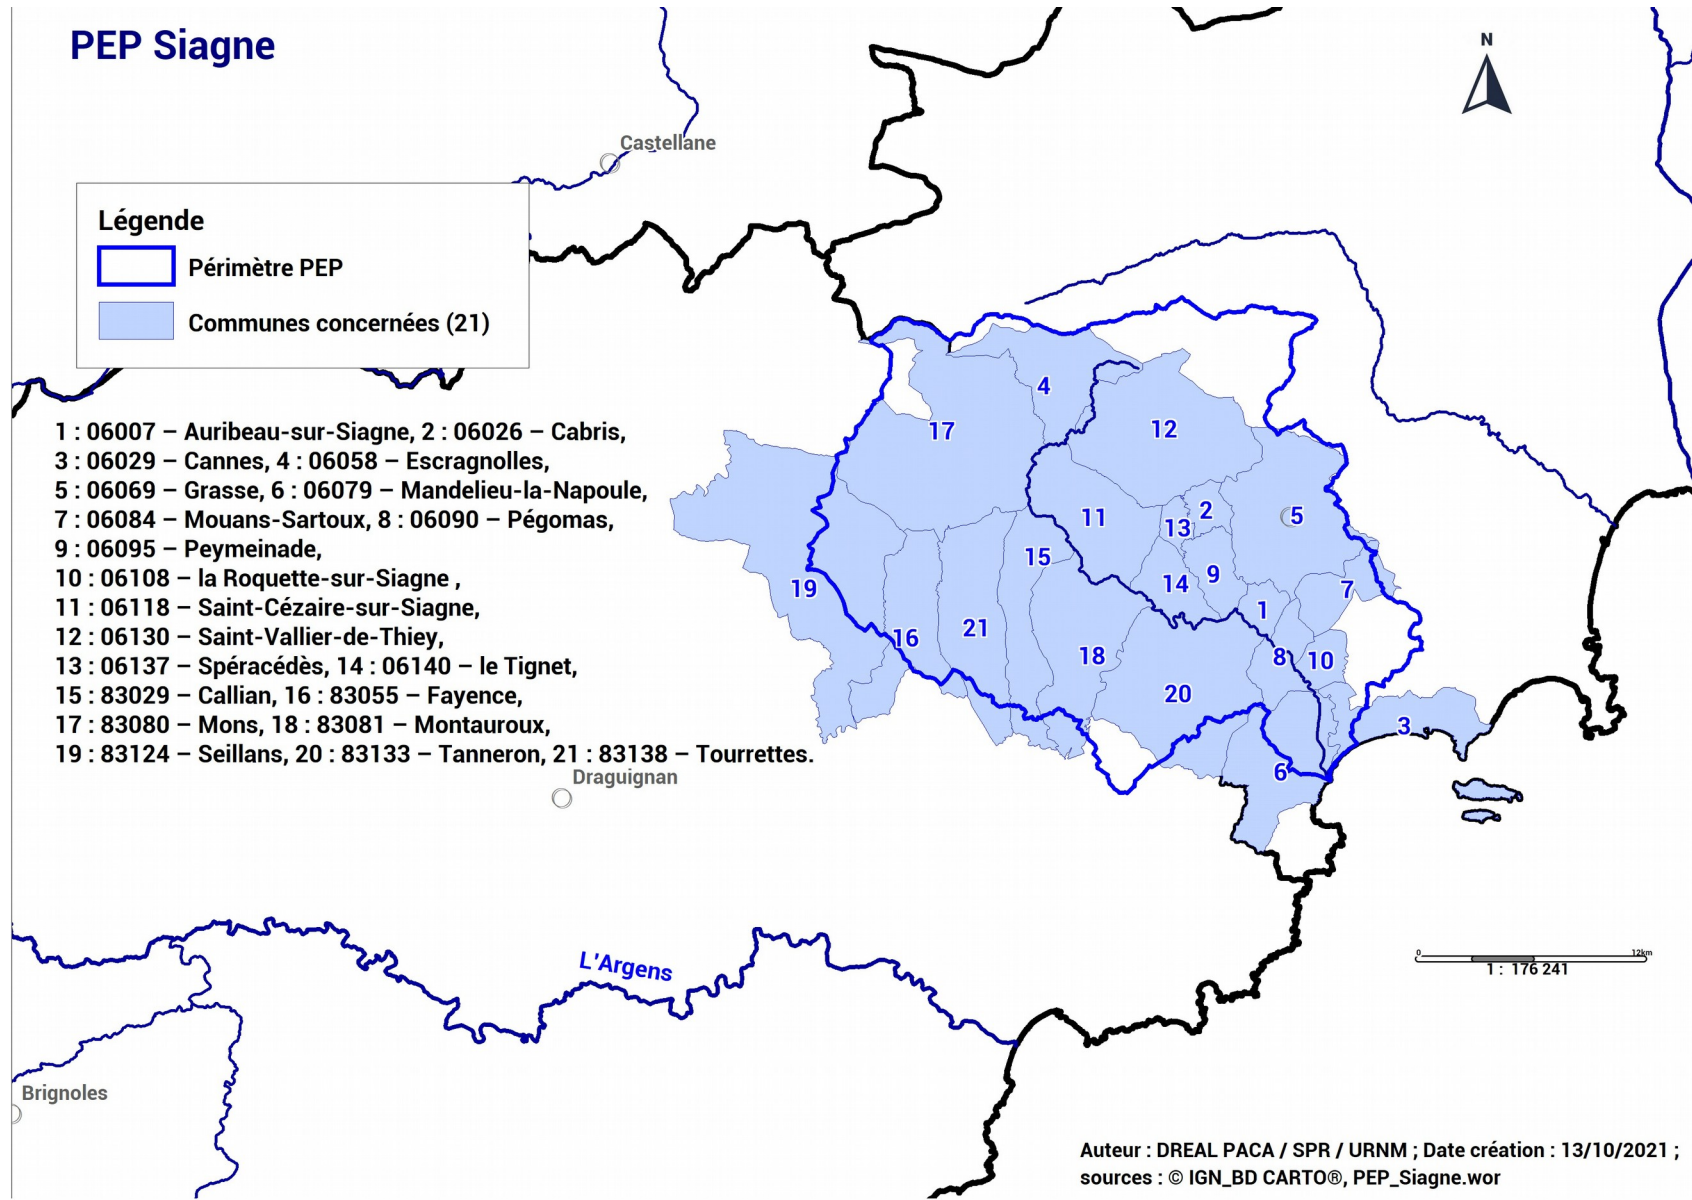 PEP Siagne
N
Castellane
Légende
Périmètre PEP
Communes concernées (21)
1 : 06007 – Auribeau-sur-Siagne, 2 : 06026 – Cabris,
3 : 06029 – Cannes, 4 : 06058 – Escragnolles,
5 : 06069 – Grasse, 6 : 06079 – Mandelieu-la-Napoule,
7 : 06084 – Mouans-Sartoux, 8 : 06090 – Pégomas,
9 : 06095 – Peymeinade,
10 : 06108 – la Roquette-sur-Siagne ,
11 : 06118 – Saint-Cézaire-sur-Siagne,
12 : 06130 – Saint-Vallier-de-Thiey,
13 : 06137 – Spéracédès, 14 : 06140 – le Tignet,
15 : 83029 – Callian, 16 : 83055 – Fayence,
17 : 83080 – Mons, 18 : 83081 – Montauroux,
19 : 83124 – Seillans, 20 : 83133 – Tanneron, 21 : 83138 – Tourrettes.
4
17
12
11
13
2
5
15
14
9
7
19
1
16
21
18
8
10
20
3
6
Draguignan
L'Argens
0 12km
1 : 176 241
Brignoles
Auteur : DREAL PACA / SPR / URNM ; Date création : 13/10/2021 ;
sources : © IGN_BD CARTO®, PEP_Siagne.wor